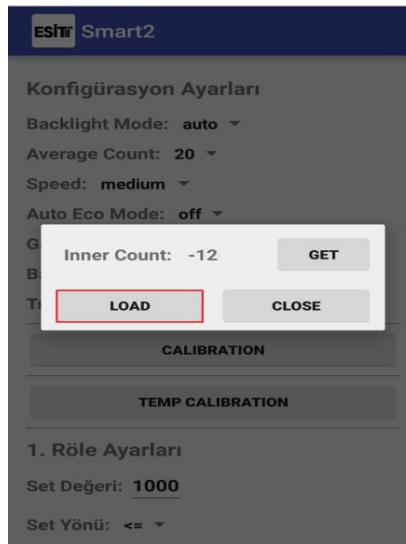 ESiT Smart2
Konfigürasyon Ayarları
Backlight Mode: auto
Average Count: 20
Speed: medium
Auto Eco Mode: off
Inner Count: -12 GET
LOAD CLOSE
CALIBRATION
TEMP CALIBRATION
1. Röle Ayarları
Set Değeri: 1000
Set Yönü: <=